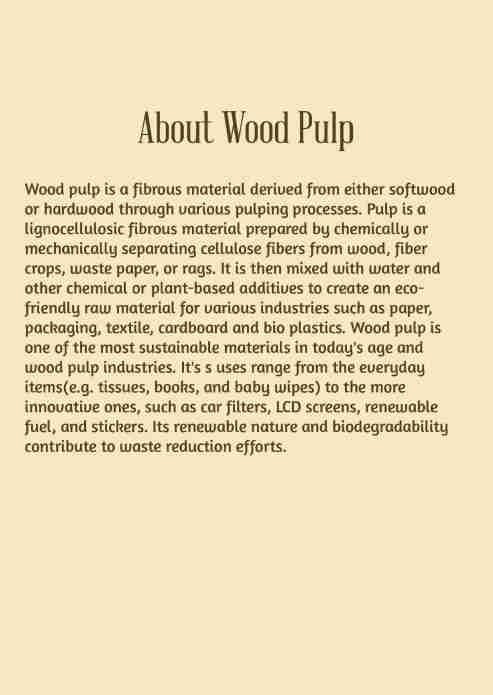 About Wood Pulp
Wood pulp is a fibrous material derived from either softwood
or hardwood through various pulping processes. Pulp is a
lignocellulosic fibrous material prepared by chemically or
mechanically separating cellulose fibers from wood, fiber
crops, waste paper, or rags. It is then mixed with water and
other chemical or plant-based additives to create an eco-
friendly raw material for various industries such as paper,
packaging, textile, cardboard and bio plastics. Wood pulp is
one of the most sustainable materials in today's age and
wood pulp industries. It's s uses range from the everyday
items(e.g. tissues, books, and baby wipes) to the more
innovative ones, such as car filters, LCD screens, renewable
fuel, and stickers. Its renewable nature and biodegradability
contribute to waste reduction efforts.